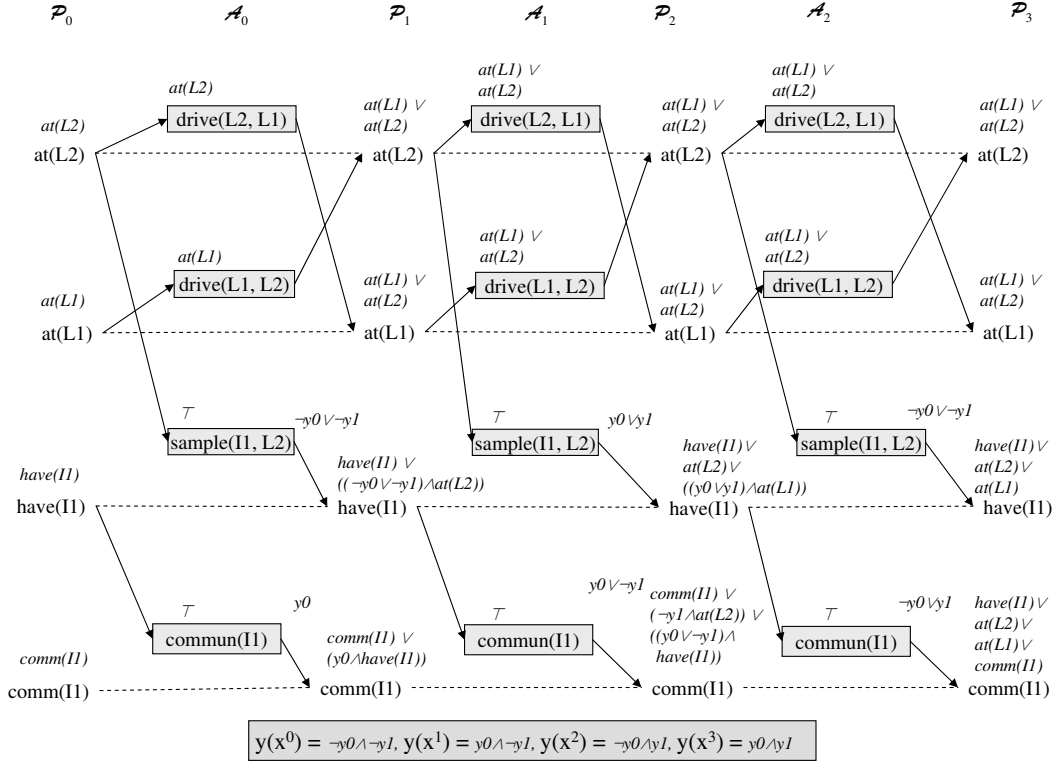 𝒫0 𝒜0 𝒫1 𝒜1 𝒫2 𝒜2 𝒫3
at(L2)
drive(L2, L1)
at(L1) ∨
at(L2)
drive(L2, L1)
at(L1) ∨
at(L2)
drive(L2, L1)
at(L2)
at(L2)
at(L1) ∨
at(L2)
at(L2)
at(L1) ∨
at(L2)
at(L2)
at(L1) ∨
at(L2)
at(L2)
at(L1)
drive(L1, L2)
at(L1) ∨
at(L2)
drive(L1, L2)
at(L1) ∨
at(L2)
drive(L1, L2)
at(L1)
at(L1)
at(L1) ∨
at(L2)
at(L1)
at(L1) ∨
at(L2)
at(L1)
at(L1) ∨
at(L2)
at(L1)
⊤ ¬y0∨¬y1
sample(I1, L2)
⊤ y0∨y1
sample(I1, L2)
⊤ ¬y0∨¬y1
sample(I1, L2)
have(I1)
have(I1)
have(I1) ∨
((¬y0∨¬y1)∧at(L2))
have(I1)
have(I1)∨
at(L2)∨
((y0∨y1)∧at(L1))
have(I1)
have(I1)∨
at(L2)∨
at(L1)
have(I1)
⊤ y0
commun(I1)
⊤ y0∨¬y1
commun(I1)
⊤ ¬y0∨y1
commun(I1)
comm(I1)
comm(I1)
comm(I1) ∨
(y0∧have(I1))
comm(I1)
comm(I1) ∨
(¬y1∧at(L2)) ∨
((y0∨¬y1)∧
have(I1))
comm(I1)
have(I1)∨
at(L2)∨
at(L1)∨
comm(I1)
comm(I1)
y(x⁰) = ¬y0∧¬y1, y(x¹) = y0∧¬y1, y(x²) = ¬y0∧y1, y(x³) = y0∧y1